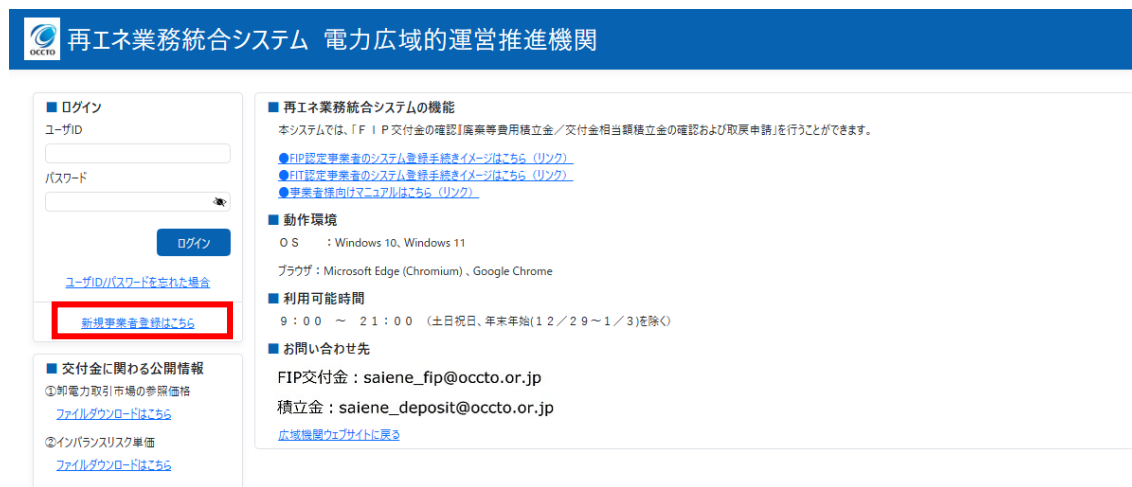 OCCTO
再エネ業務統合システム 電力広域的運営推進機関
■ ログイン
ユーザID
パスワード
ログイン
ユーザID/パスワードを忘れた場合
新規事業者登録はこちら
■ 交付金に関わる公開情報
①卸電力取引市場の参照価格
ファイルダウンロードはこちら
②インバランスリスク単価
ファイルダウンロードはこちら
■ 再エネ業務統合システムの機能
本システムでは、「ＦＩＰ交付金の確認」「廃棄等費用積立金／交付金相当額積立金の確認および取戻申請」を行うことができます。
●FIP認定事業者のシステム登録手続きイメージはこちら（リンク）
●FIT認定事業者のシステム登録手続きイメージはこちら（リンク）
●事業者様向けマニュアルはこちら（リンク）
■ 動作環境
ＯＳ ：Windows 10、Windows 11
ブラウザ：Microsoft Edge (Chromium) 、Google Chrome
■ 利用可能時間
９：００ ～ ２１：００ （土日祝日、年末年始(１２／２９～１／３)を除く）
■ お問い合わせ先
FIP交付金：saiene_fip@occto.or.jp
積立金：saiene_deposit@occto.or.jp
広域機関ウェブサイトに戻る